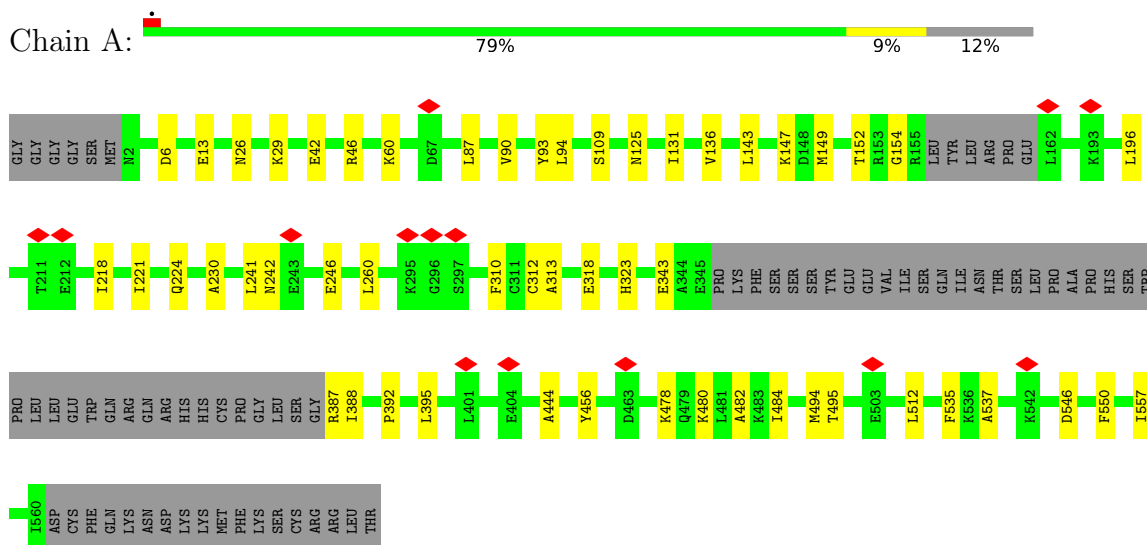 Chain A:
79% 9% 12%
GLY GLY GLY GLY SER MET N2 D6 E13 N26 K29 E42 R46 K60 D67 L87 V90 Y93 L94 S109 N125 I131 V136 L143 K147 D148 M149 T152 R153 G154 R155 LEU TYR LEU ARG PRO GLU L162 K193 L196
T211 E212 I218 I221 Q224 A230 L241 N242 E243 E246 L260 K295 G296 S297 F310 C311 C312 A313 E318 H323 E343 A344 E345 PRO LYS PHE SER SER SER TYR GLU GLU VAL ILE SER GLN ILE ASN THR SER LEU PRO ALA PRO HIS SER TRP
PRO LEU LEU GLU TRP GLN ARG GLN ARG HIS HIS CYS PRO GLY LEU SER GLY R387 I388 P392 L395 L401 E404 A444 Y456 D463 K478 Q479 K480 L481 A482 K483 I484 M494 T495 E503 L512 F535 K536 A537 K542 D546 F550 I557
I560 ASP CYS PHE GLN LYS ASN ASP LYS LYS MET PHE LYS SER CYS ARG ARG LEU THR